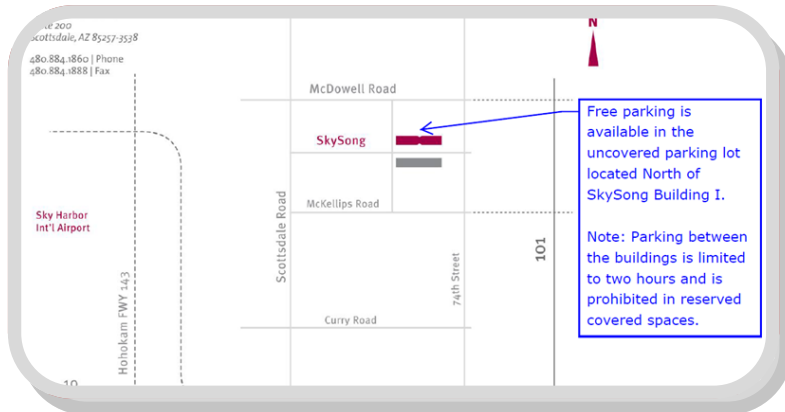 Scottsdale, AZ 85257-3538
480.884.1860 | Phone
480.884.1888 | Fax
N
McDowell Road
SkySong
Free parking is
available in the
uncovered parking lot
located North of
SkySong Building I.
Note: Parking between
the buildings is limited
to two hours and is
prohibited in reserved
covered spaces.
Sky Harbor
Int'l Airport
McKellips Road
Scottsdale Road
74th Street
101
Hohokam FWY 143
Curry Road
10